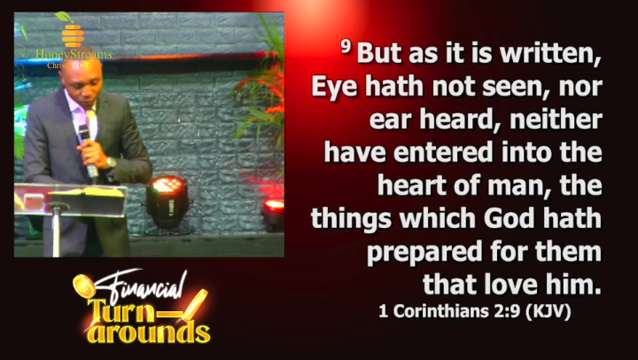 HoneyStreams
9 But as it is written,
Eye hath not seen, nor
ear heard, neither
have entered into the
heart of man, the
things which God hath
prepared for them
that love him.
1 Corinthians 2:9 (KJV)
Financial
Turn
arounds